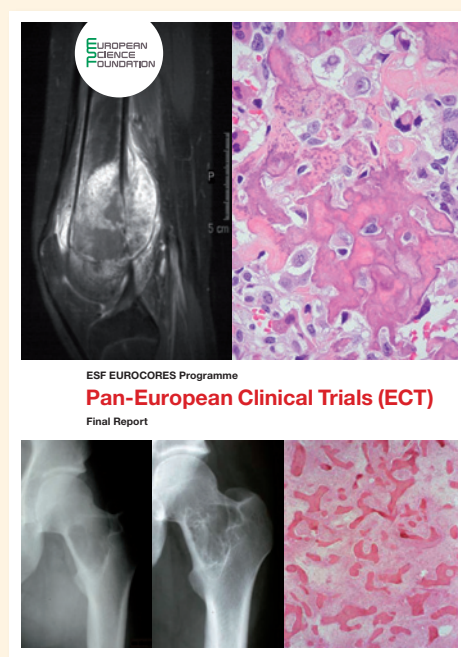 EUROPEAN
SCIENCE
FOUNDATION
P
5 cm
ESF EUROCORES Programme
Pan-European Clinical Trials (ECT)
Final Report